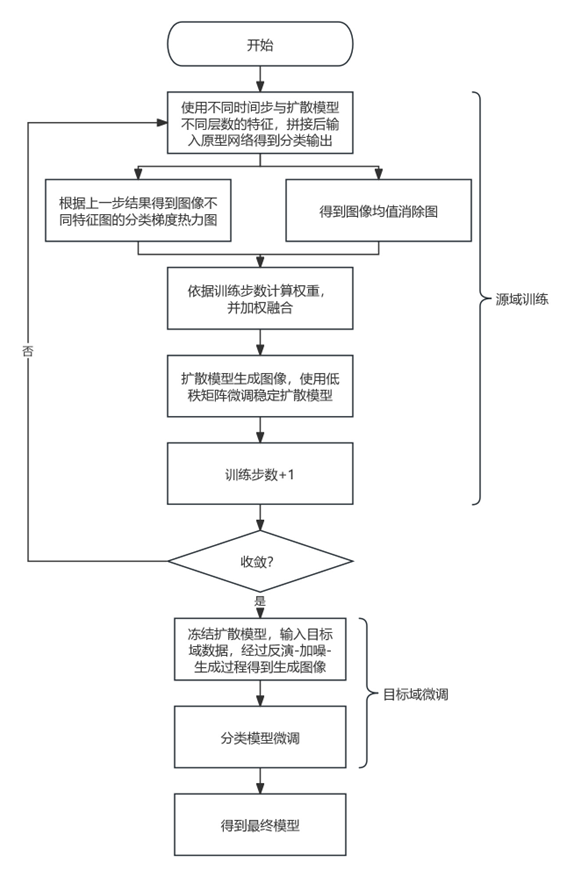 开始
使用不同时间步与扩散模型
不同层数的特征，拼接后输
入原型网络得到分类输出
根据上一步结果得到图像不
同特征图的分类梯度热力图
得到图像均值消除图
依据训练步数计算权重，
并加权融合
源域训练
否
扩散模型生成图像，使用低
秩矩阵微调稳定扩散模型
训练步数+1
收敛？
是
冻结扩散模型，输入目标
域数据，经过反演-加噪-
生成过程得到生成图像
目标域微调
分类模型微调
得到最终模型